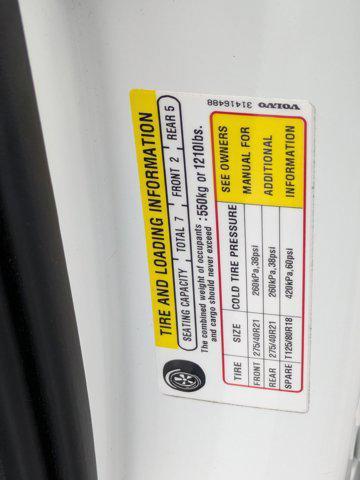 TIRE AND LOADING INFORMATION
SEATING CAPACITY TOTAL 7 FRONT 2 REAR 5
The combined weight of occupants and cargo should never exceed : 550kg or 1210lbs.
TIRE SIZE COLD TIRE PRESSURE
FRONT 275/40R21 260kPa,38psi
REAR 275/40R21 260kPa,38psi
SPARE T125/80R18 420kPa,60psi
SEE OWNERS
MANUAL FOR
ADDITIONAL
INFORMATION
VOLVO 31416488